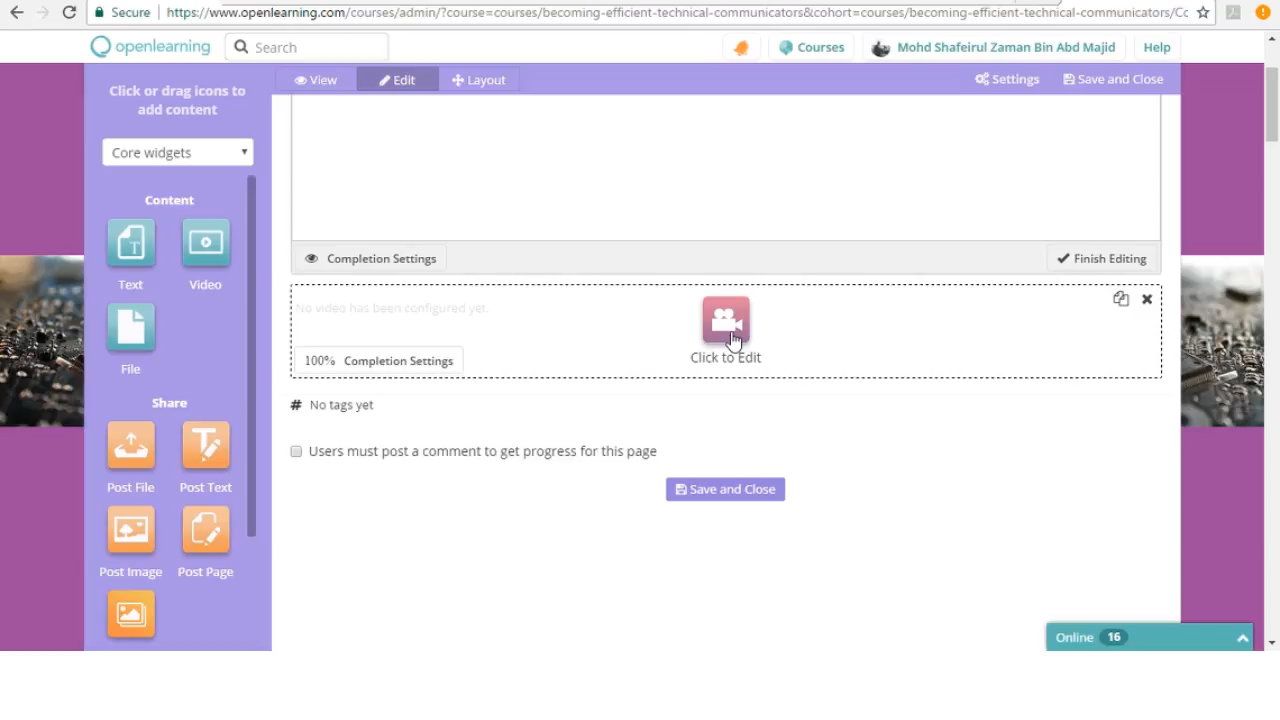 Secure https://www.openlearning.com/courses/admin/?course=courses/becoming-efficient-technical-communicators&cohort=courses/becoming-efficient-technical-communicators/Cc
openlearning Search Courses Mohd Shafeirul Zaman Bin Abd Majid Help
Click or drag icons to
add content
View Edit Layout Settings Save and Close
Core widgets
Content
Text Video
File
Share
Post File Post Text
Post Image Post Page
Completion Settings Finish Editing
No video has been configured yet.
Click to Edit
100% Completion Settings
# No tags yet
Users must post a comment to get progress for this page
Save and Close
Online 16